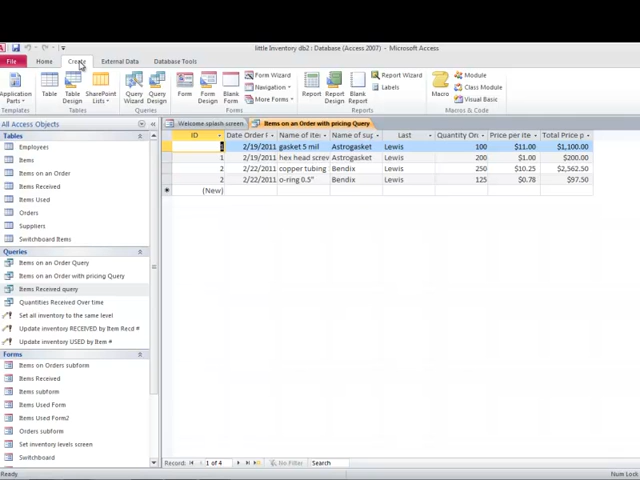 little Inventory db2 : Database (Access 2007) - Microsoft Access
File Home Create External Data Database Tools
Application Parts Table Table Design SharePoint Lists Query Wizard Query Design Form Form Design Blank Form Form Wizard Navigation More Forms Report Report Design Blank Report Report Wizard Labels Macro Module Class Module Visual Basic
Templates Tables Queries Forms Reports Macros & Code
All Access Objects
Tables
Employees
Items
Items on an Order
Items Received
Items Used
Orders
Suppliers
Switchboard Items
Queries
Items on an Order Query
Items on an Order with pricing Query
Items Received query
Quantities Received Over time
Set all inventory to the same level
Update inventory RECEIVED by Item Recd #
Update inventory USED by Item #
Forms
Items on Orders subform
Items Received
Items subform
Items Used Form
Items Used Form2
Orders subform
Set inventory levels screen
Switchboard
Welcome splash screen Items on an Order with pricing Query
ID Date Order F Name of ite Name of sup Last Quantity On Price per ite Total Price p
1 2/19/2011 gasket 5 mil Astrogasket Lewis 100 $11.00 $1,100.00
1 2/19/2011 hex head screv Astrogasket Lewis 200 $1.00 $200.00
2 2/22/2011 copper tubing Bendix Lewis 250 $10.25 $2,562.50
2 2/22/2011 o-ring 0.5" Bendix Lewis 125 $0.78 $97.50
(New)
Record: 1 of 4 No Filter Search
Ready Num Lock